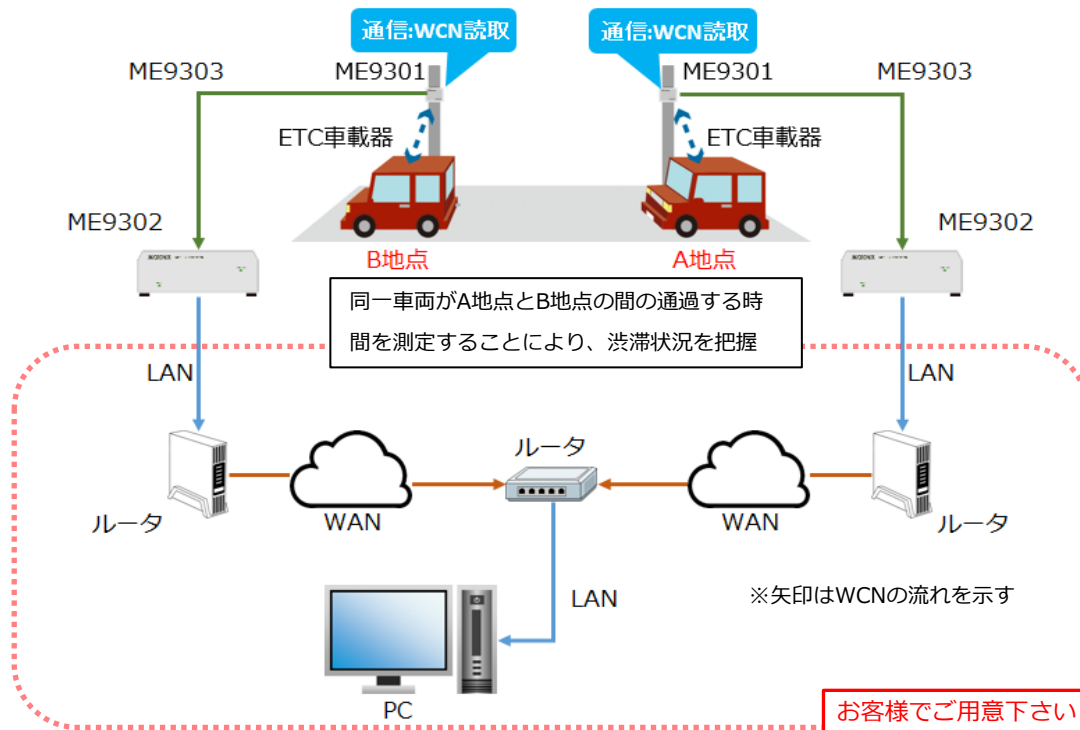 通信:WCN読取
通信:WCN読取
ME9303
ME9301
ME9301
ME9303
ETC車載器
ETC車載器
ME9302
ME9302
B地点
A地点
同一車両がA地点とB地点の間の通過する時
間を測定することにより、渋滞状況を把握
LAN
LAN
ルータ
ルータ
WAN
WAN
ルータ
LAN
※矢印はWCNの流れを示す
PC
お客様でご用意下さい